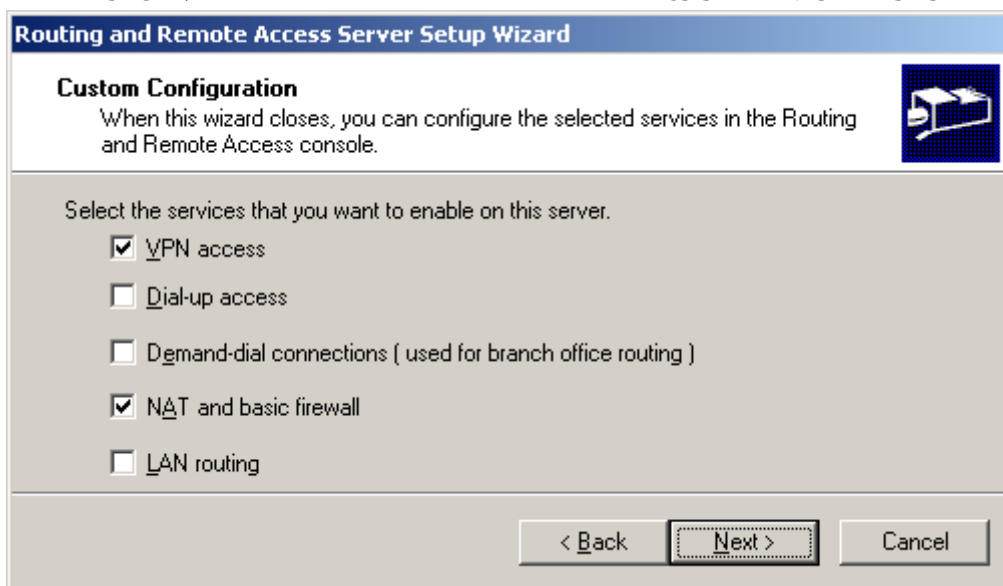 Routing and Remote Access Server Setup Wizard
Custom Configuration
When this wizard closes, you can configure the selected services in the Routing
and Remote Access console.
Select the services that you want to enable on this server.
VPN access
Dial-up access
Demand-dial connections ( used for branch office routing )
NAT and basic firewall
LAN routing
< Back Next > Cancel